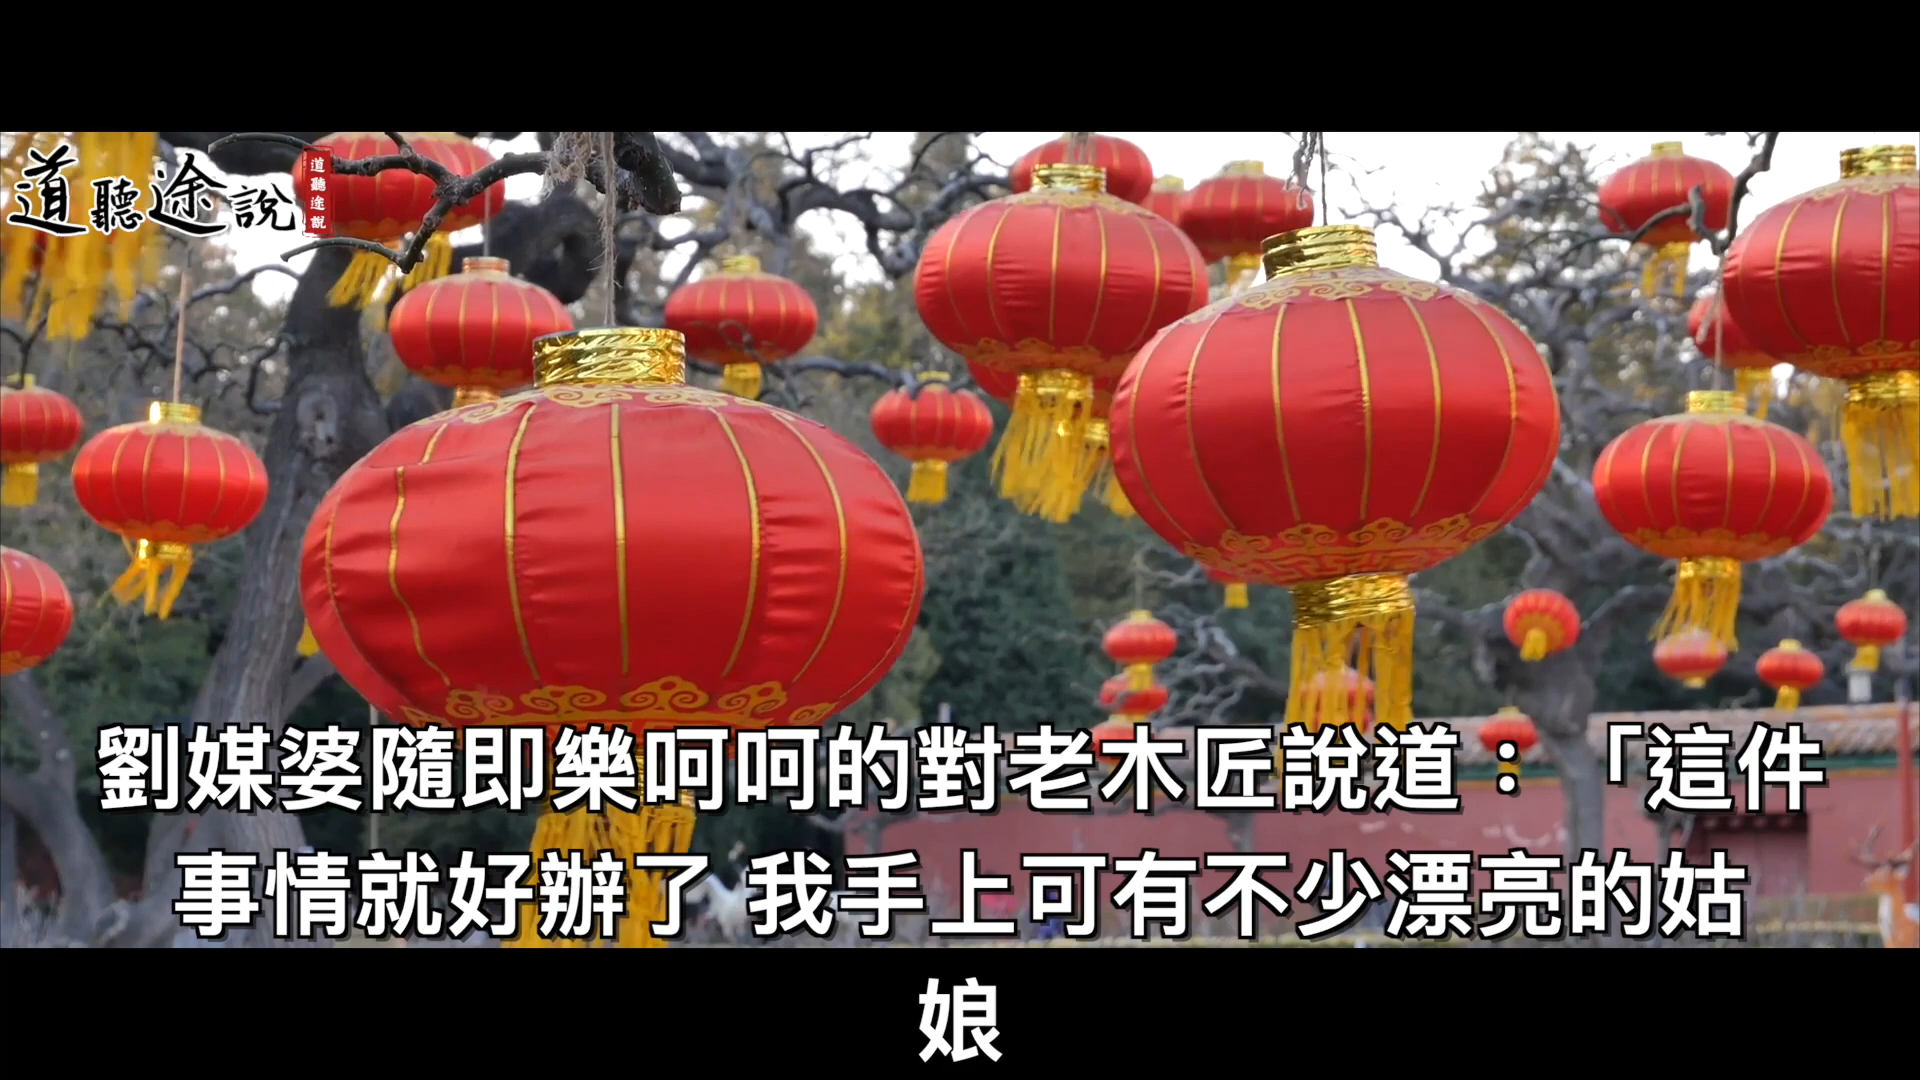 道聽途說
道聽途說
劉媒婆隨即樂呵呵的對老木匠說道：「這件
事情就好辦了 我手上可有不少漂亮的姑
娘